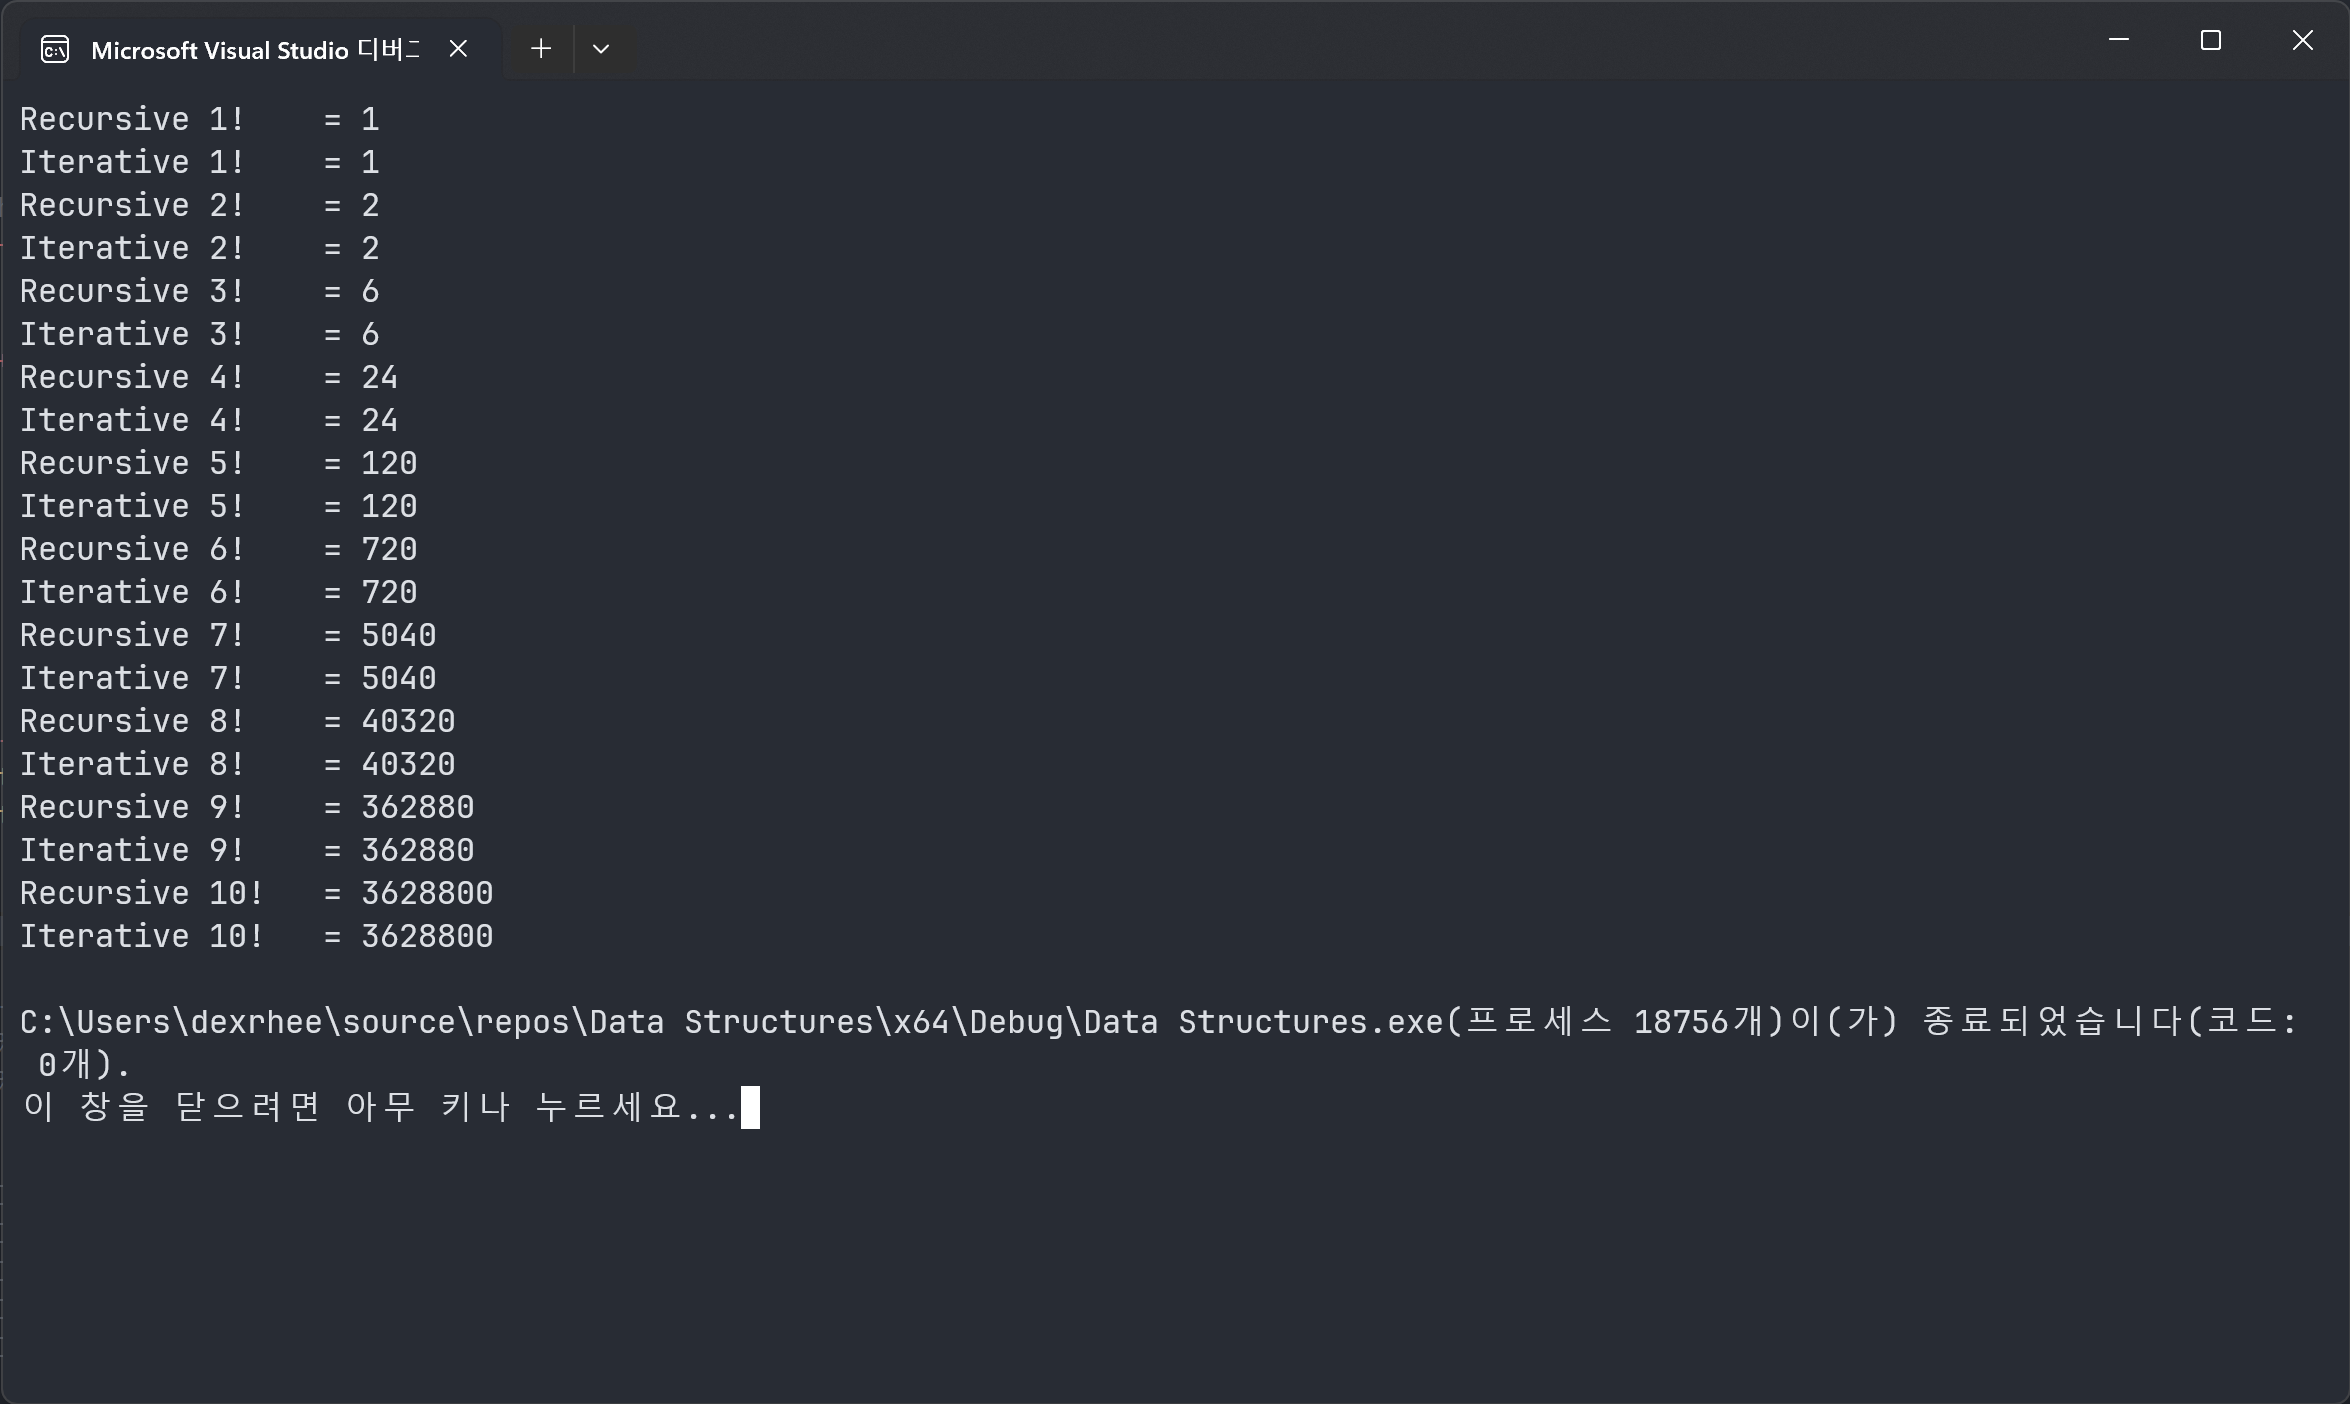 Microsoft Visual Studio 디버그
Recursive 1!    = 1
Iterative 1!    = 1
Recursive 2!    = 2
Iterative 2!    = 2
Recursive 3!    = 6
Iterative 3!    = 6
Recursive 4!    = 24
Iterative 4!    = 24
Recursive 5!    = 120
Iterative 5!    = 120
Recursive 6!    = 720
Iterative 6!    = 720
Recursive 7!    = 5040
Iterative 7!    = 5040
Recursive 8!    = 40320
Iterative 8!    = 40320
Recursive 9!    = 362880
Iterative 9!    = 362880
Recursive 10!   = 3628800
Iterative 10!   = 3628800
C:\Users\dexrhee\source\repos\Data Structures\x64\Debug\Data Structures.exe(프로세스 18756개)이(가) 종료되었습니다(코드:
 0개).
이 창을 닫으려면 아무 키나 누르세요...